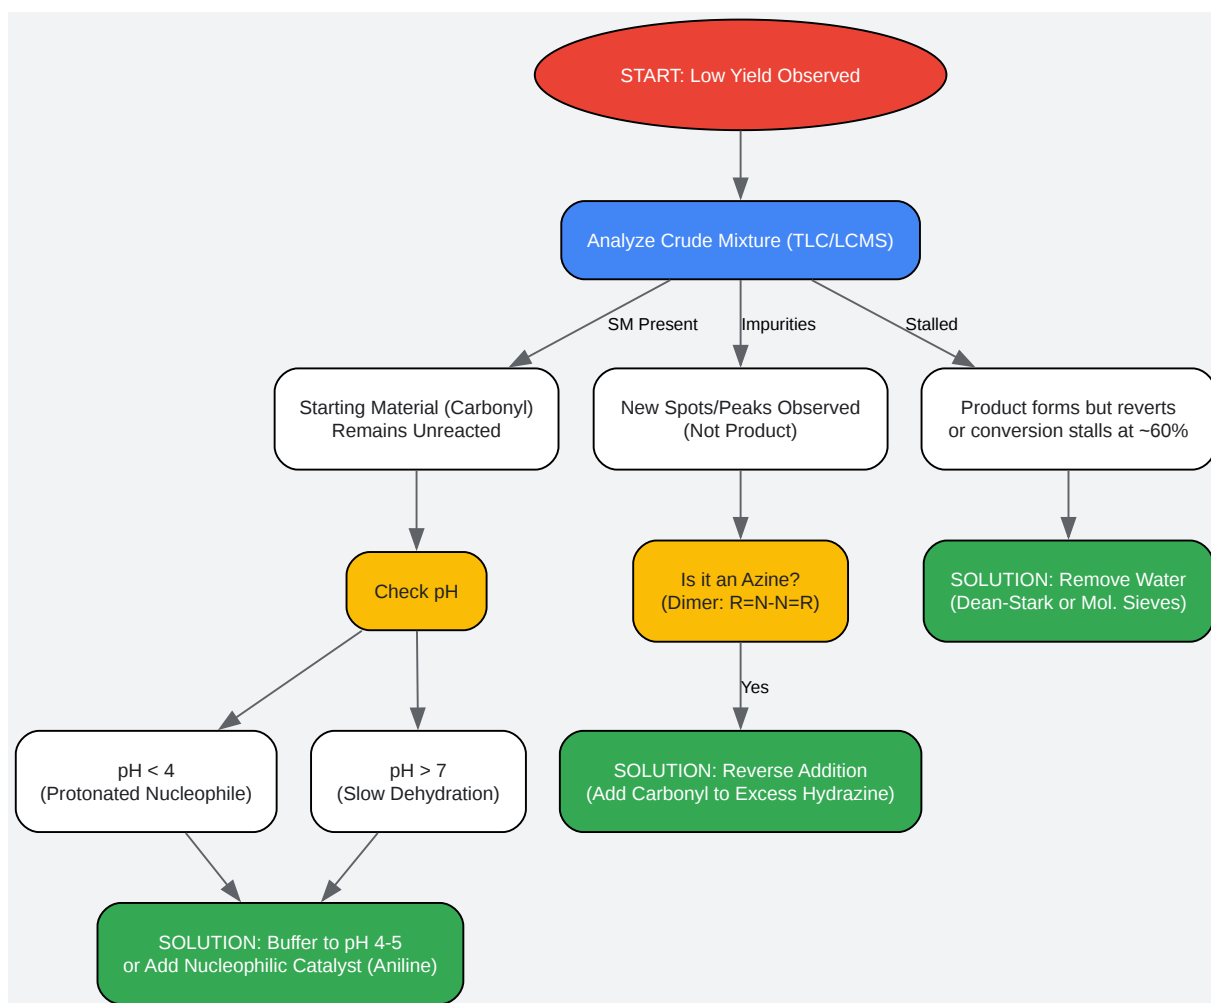 START: Low Yield Observed
Analyze Crude Mixture (TLC/LCMS)
SM Present
Impurities
Stalled
Starting Material (Carbonyl)
Remains Unreacted
New Spots/Peaks Observed
(Not Product)
Product forms but reverts
or conversion stalls at ~60%
Check pH
Is it an Azine?
(Dimer: R=N-N=R)
SOLUTION: Remove Water
(Dean-Stark or Mol. Sieves)
Yes
pH < 4
(Protonated Nucleophile)
pH > 7
(Slow Dehydration)
SOLUTION: Reverse Addition
(Add Carbonyl to Excess Hydrazine)
SOLUTION: Buffer to pH 4-5
or Add Nucleophilic Catalyst (Aniline)